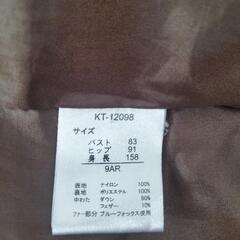 KT-12098
サイズ
バスト 83
ヒップ 91
身長 158
9AR
表地 ナイロン 100%
裏地 ポリエステル 100%
中わた ダウン 90%
フェザー 10%
ファー部分 ブルーフォックス使用